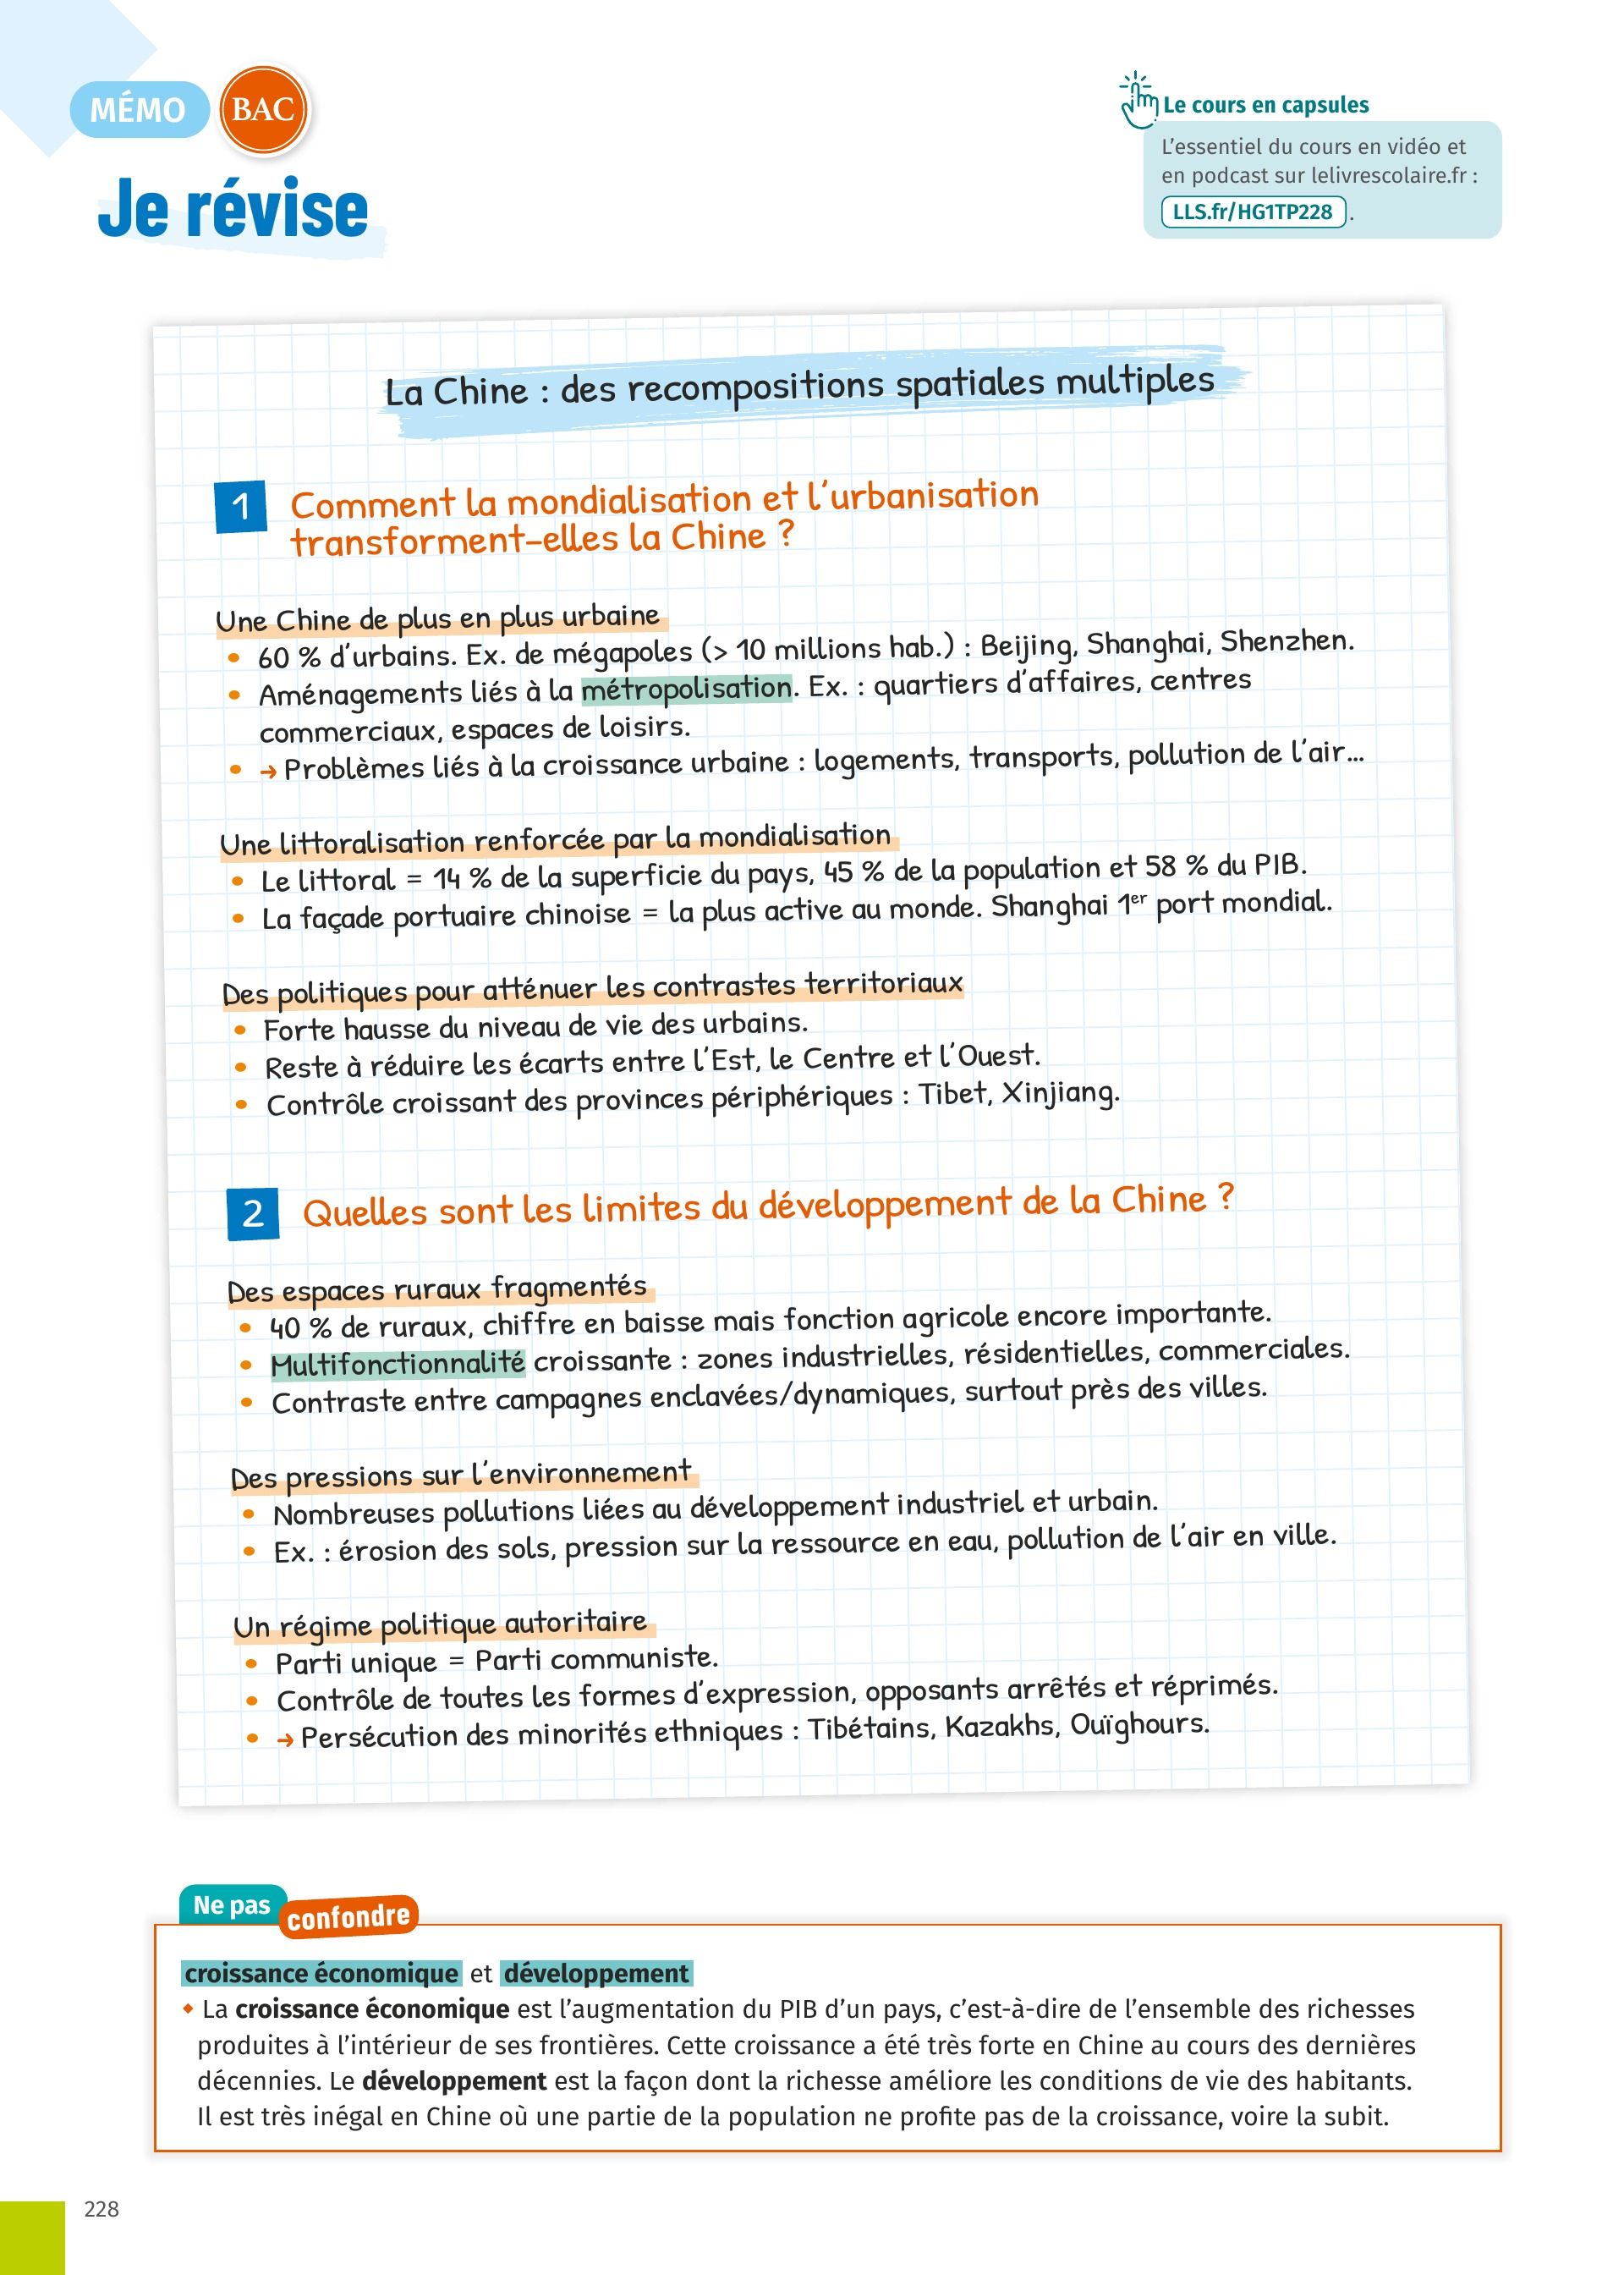 MÉMO
BAC
Je révise
Le cours en capsules
L’essentiel du cours en vidéo et
en podcast sur lelivrescolaire.fr :
LLS.fr/HG1TP228 .
La Chine : des recompositions spatiales multiples
1 Comment la mondialisation et l’urbanisation
transforment-elles la Chine ?
Une Chine de plus en plus urbaine
• 60 % d’urbains. Ex. de mégapoles (> 10 millions hab.) : Beijing, Shanghai, Shenzhen.
• Aménagements liés à la métropolisation. Ex. : quartiers d’affaires, centres
commerciaux, espaces de loisirs.
• → Problèmes liés à la croissance urbaine : logements, transports, pollution de l’air...
Une littoralisation renforcée par la mondialisation
• Le littoral = 14 % de la superficie du pays, 45 % de la population et 58 % du PIB.
• La façade portuaire chinoise = la plus active au monde. Shanghai 1er port mondial.
Des politiques pour atténuer les contrastes territoriaux
• Forte hausse du niveau de vie des urbains.
• Reste à réduire les écarts entre l’Est, le Centre et l’Ouest.
• Contrôle croissant des provinces périphériques : Tibet, Xinjiang.
2 Quelles sont les limites du développement de la Chine ?
Des espaces ruraux fragmentés
• 40 % de ruraux, chiffre en baisse mais fonction agricole encore importante.
• Multifonctionnalité croissante : zones industrielles, résidentielles, commerciales.
• Contraste entre campagnes enclavées/dynamiques, surtout près des villes.
Des pressions sur l’environnement
• Nombreuses pollutions liées au développement industriel et urbain.
• Ex. : érosion des sols, pression sur la ressource en eau, pollution de l’air en ville.
Un régime politique autoritaire
• Parti unique = Parti communiste.
• Contrôle de toutes les formes d’expression, opposants arrêtés et réprimés.
• → Persécution des minorités ethniques : Tibétains, Kazakhs, Ouïghours.
Ne pas confondre
croissance économique et développement
◆ La croissance économique est l’augmentation du PIB d’un pays, c’est-à-dire de l’ensemble des richesses
produites à l’intérieur de ses frontières. Cette croissance a été très forte en Chine au cours des dernières
décennies. Le développement est la façon dont la richesse améliore les conditions de vie des habitants.
Il est très inégal en Chine où une partie de la population ne profite pas de la croissance, voire la subit.
228